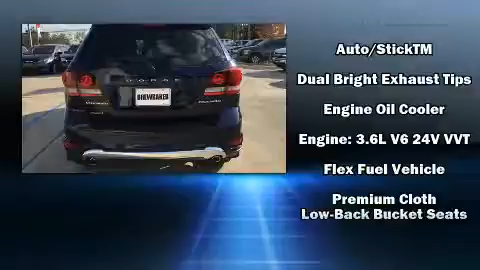 DODGE
BREWBAKER
Auto/StickTM
Dual Bright Exhaust Tips
Engine Oil Cooler
Engine: 3.6L V6 24V VVT
Flex Fuel Vehicle
Premium Cloth
Low-Back Bucket Seats